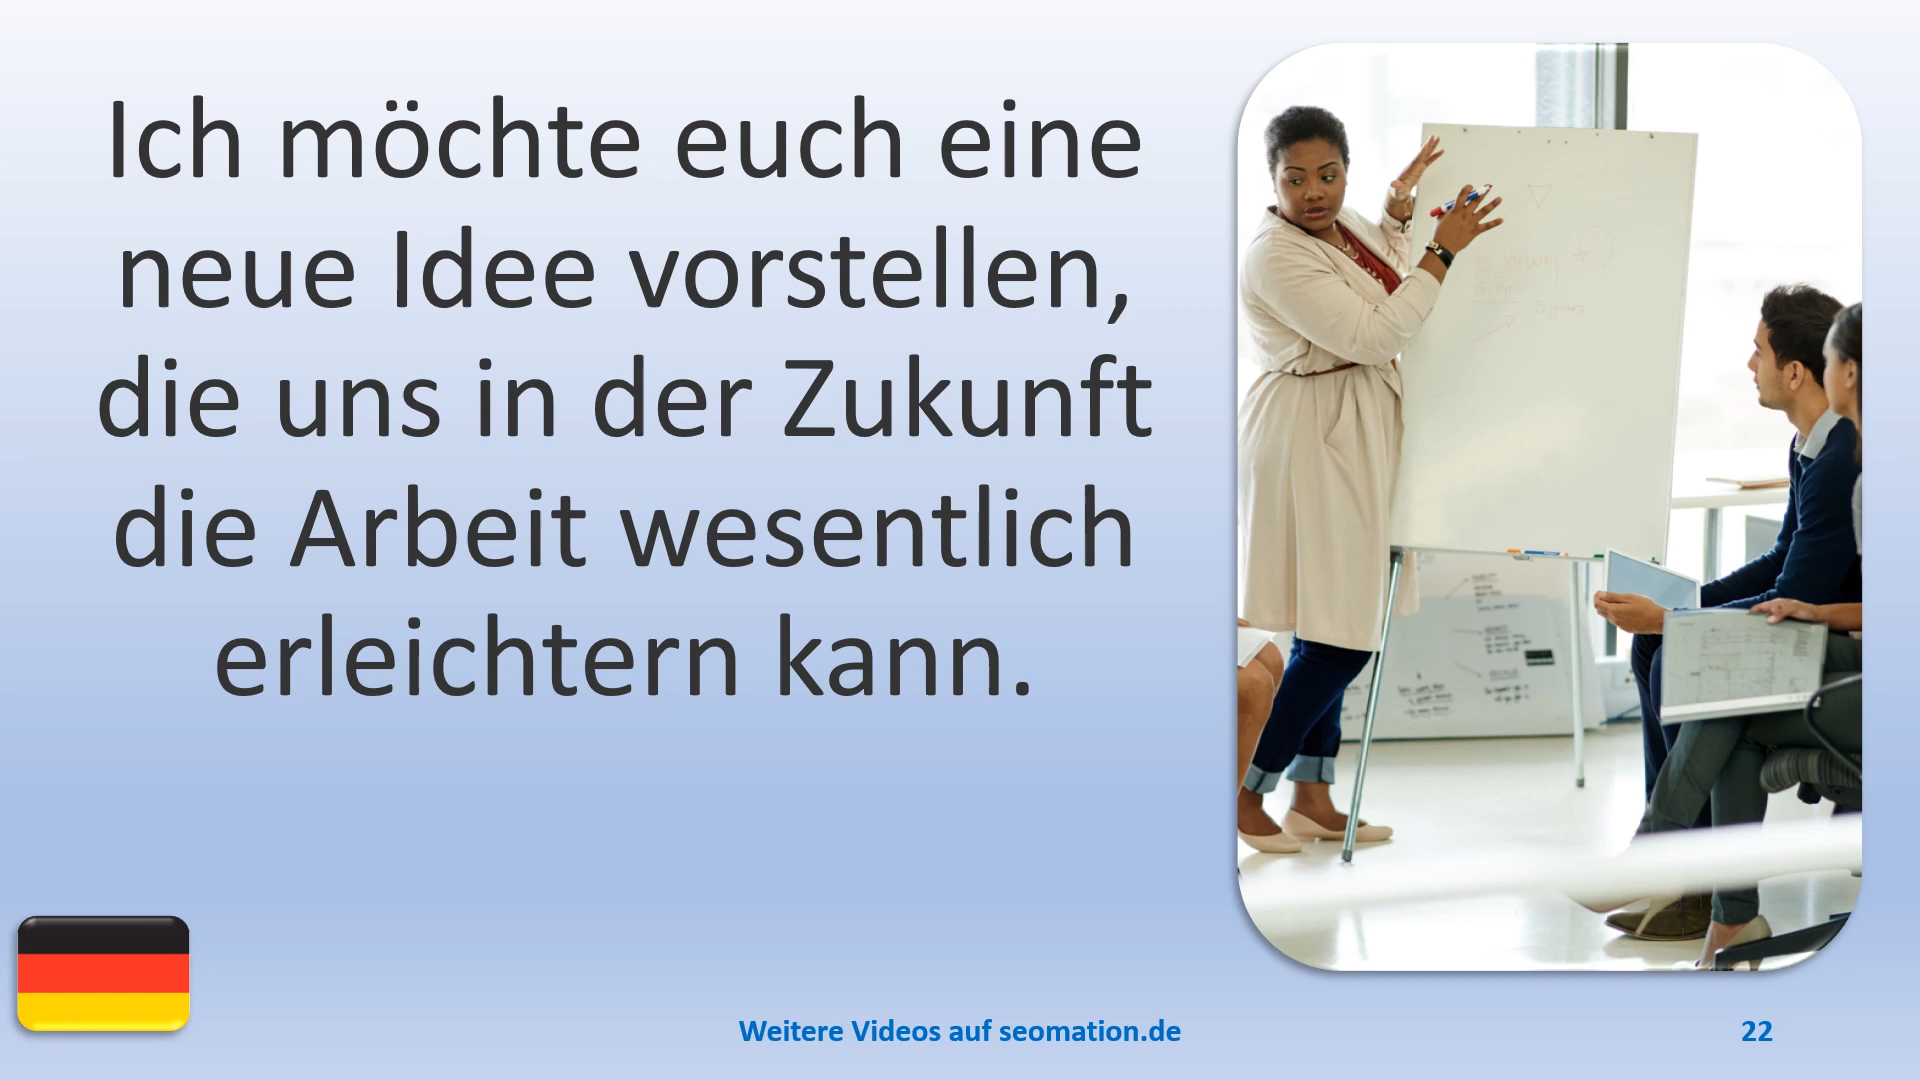 Ich möchte euch eine
neue Idee vorstellen,
die uns in der Zukunft
die Arbeit wesentlich
erleichtern kann.
Weitere Videos auf seomation.de
22